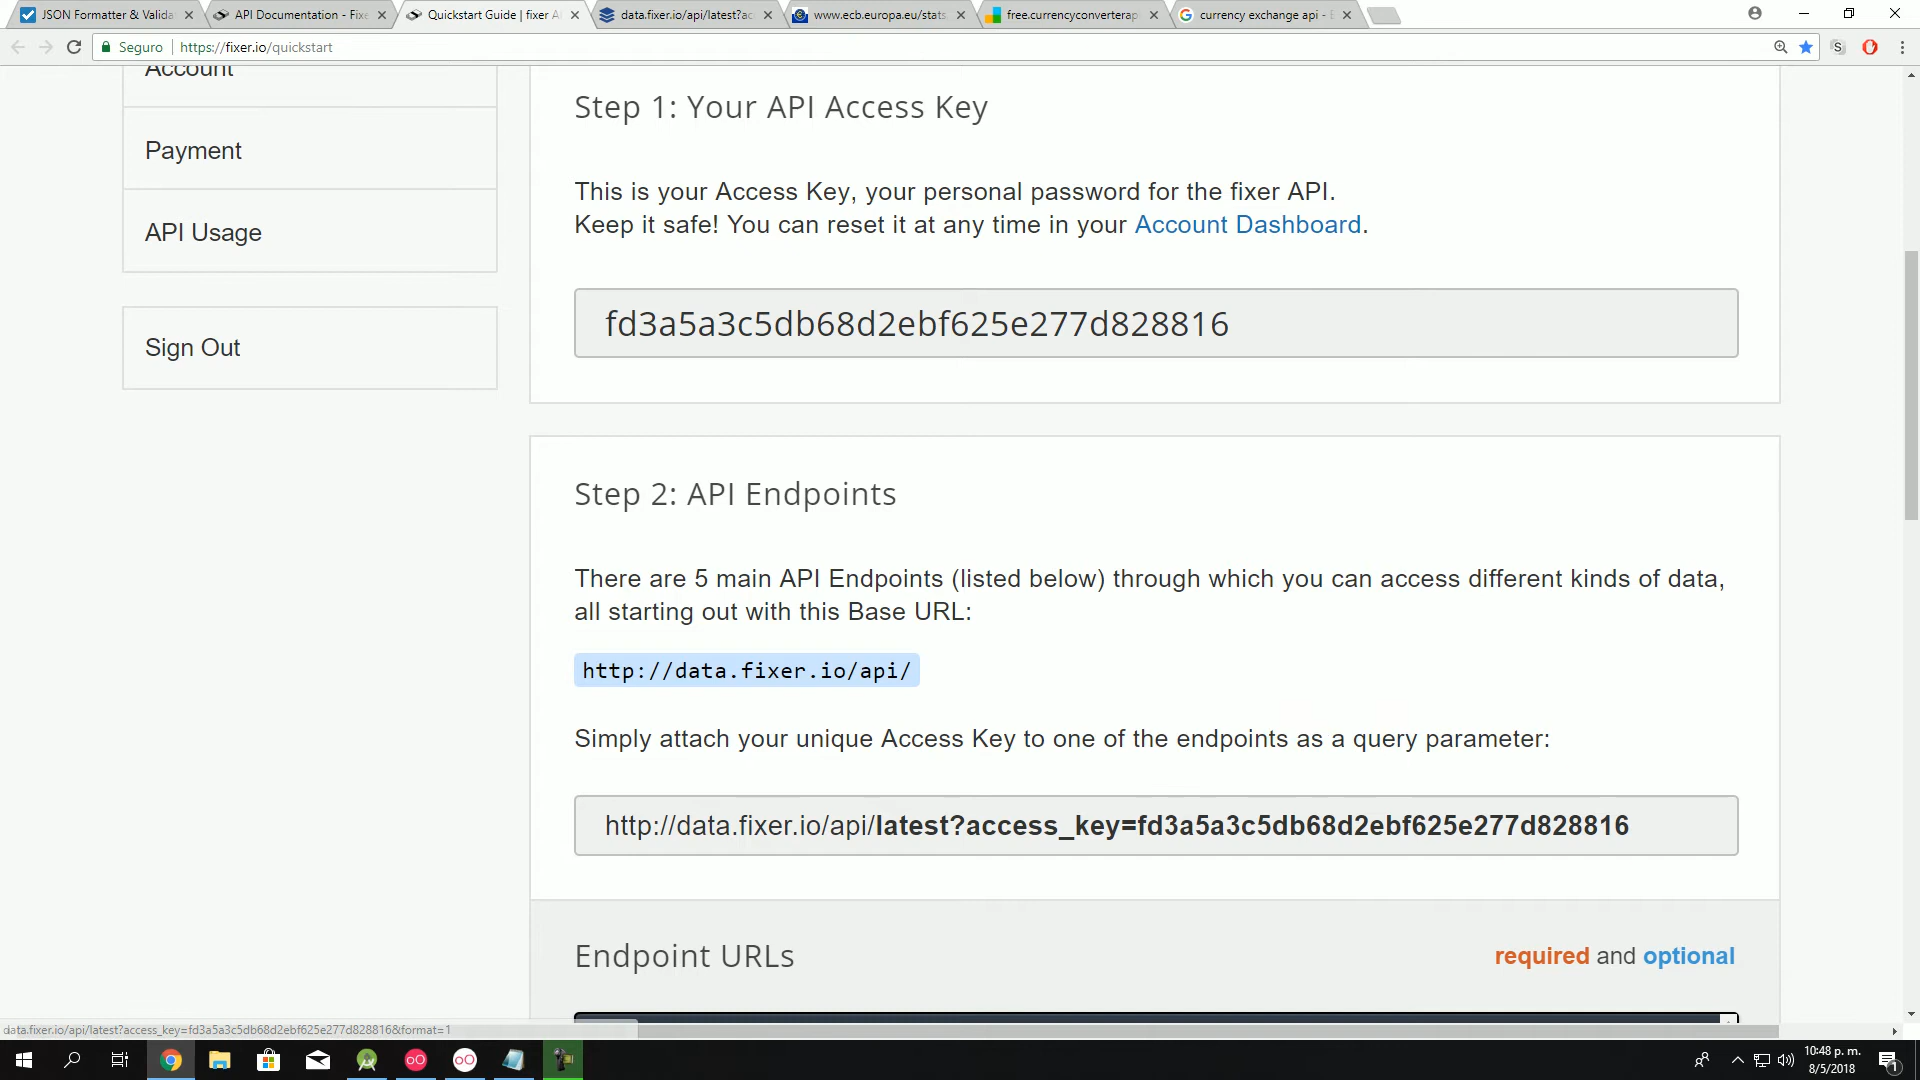 JSON Formatter & Valida
API Documentation - Fixe
Quickstart Guide | fixer A
data.fixer.io/api/latest?ac
www.ecb.europa.eu/stats
free.currencyconverterap
currency exchange api -
Seguro
https://fixer.io/quickstart
Account
Payment
API Usage
Sign Out
Step 1: Your API Access Key
This is your Access Key, your personal password for the fixer API.
Keep it safe! You can reset it at any time in your Account Dashboard.
fd3a5a3c5db68d2ebf625e277d828816
Step 2: API Endpoints
There are 5 main API Endpoints (listed below) through which you can access different kinds of data,
all starting out with this Base URL:
http://data.fixer.io/api/
Simply attach your unique Access Key to one of the endpoints as a query parameter:
http://data.fixer.io/api/latest?access_key=fd3a5a3c5db68d2ebf625e277d828816
Endpoint URLs
required and optional
data.fixer.io/api/latest?access_key=fd3a5a3c5db68d2ebf625e277d828816&format=1
10:48 p. m.
8/5/2018